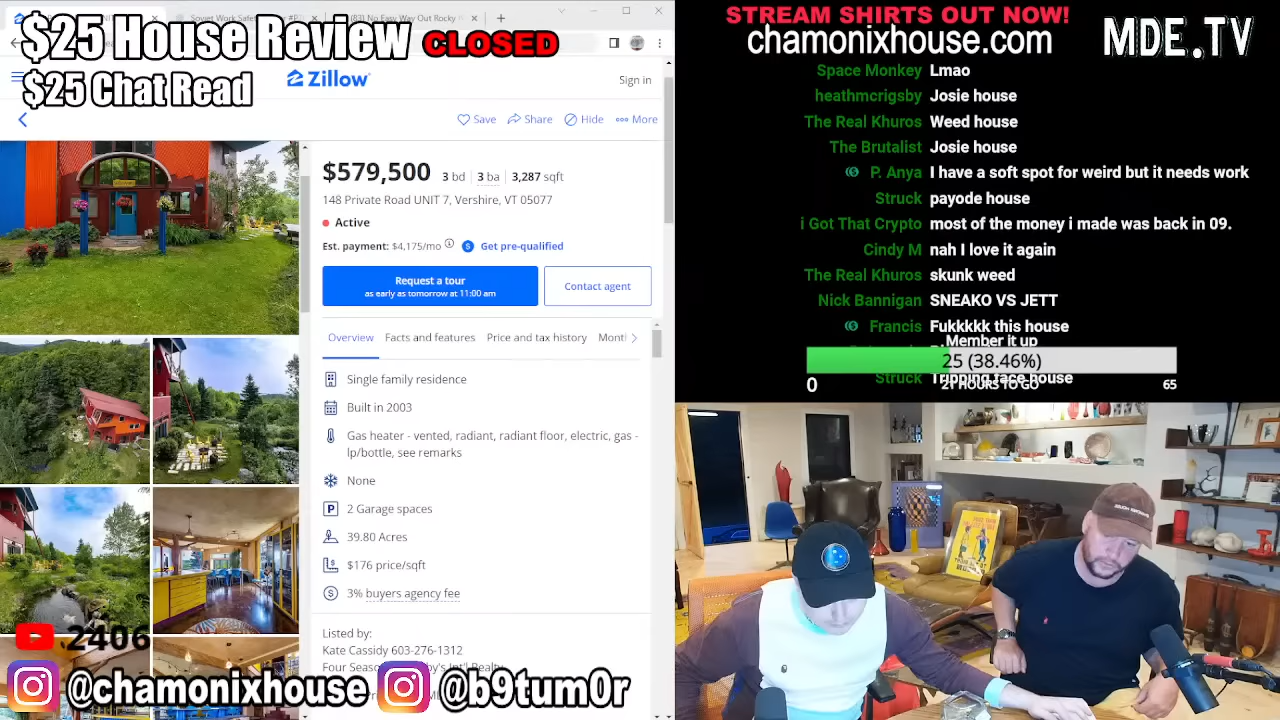 $25 House Review CLOSED
$25 Chat Read
Zillow
Sign in
Save
Share
Hide
More
$579,500
3 bd
3 ba
3,287 sqft
148 Private Road UNIT 7, Vershire, VT 05077
Active
Est. payment: $4,175/mo
Get pre-qualified
Request a tour
as early as tomorrow at 11:00 am
Contact agent
Overview
Facts and features
Price and tax history
Single family residence
Built in 2003
Gas heater - vented, radiant, radiant floor, electric, gas -
lp/bottle, see remarks
None
2 Garage spaces
39.80 Acres
$176 price/sqft
3% buyers agency fee
Listed by:
Kate Cassidy 603-276-1312
2406
@chamonixhouse
@b9tum0r
STREAM SHIRTS OUT NOW!
chamonixhouse.com
MDE.TV
Space Monkey Lmao
heathmcrigsby Josie house
The Real Khuros Weed house
The Brutalist Josie house
P. Anya I have a soft spot for weird but it needs work
Struck payode house
i Got That Crypto most of the money i made was back in 09.
Cindy M nah I love it again
The Real Khuros skunk weed
Nick Bannigan SNEAKO VS JETT
Francis Fukkkkk this house
Member it up
25 (38.46%)
0
21 HOURS TO GO
65
Struck Tripping face house